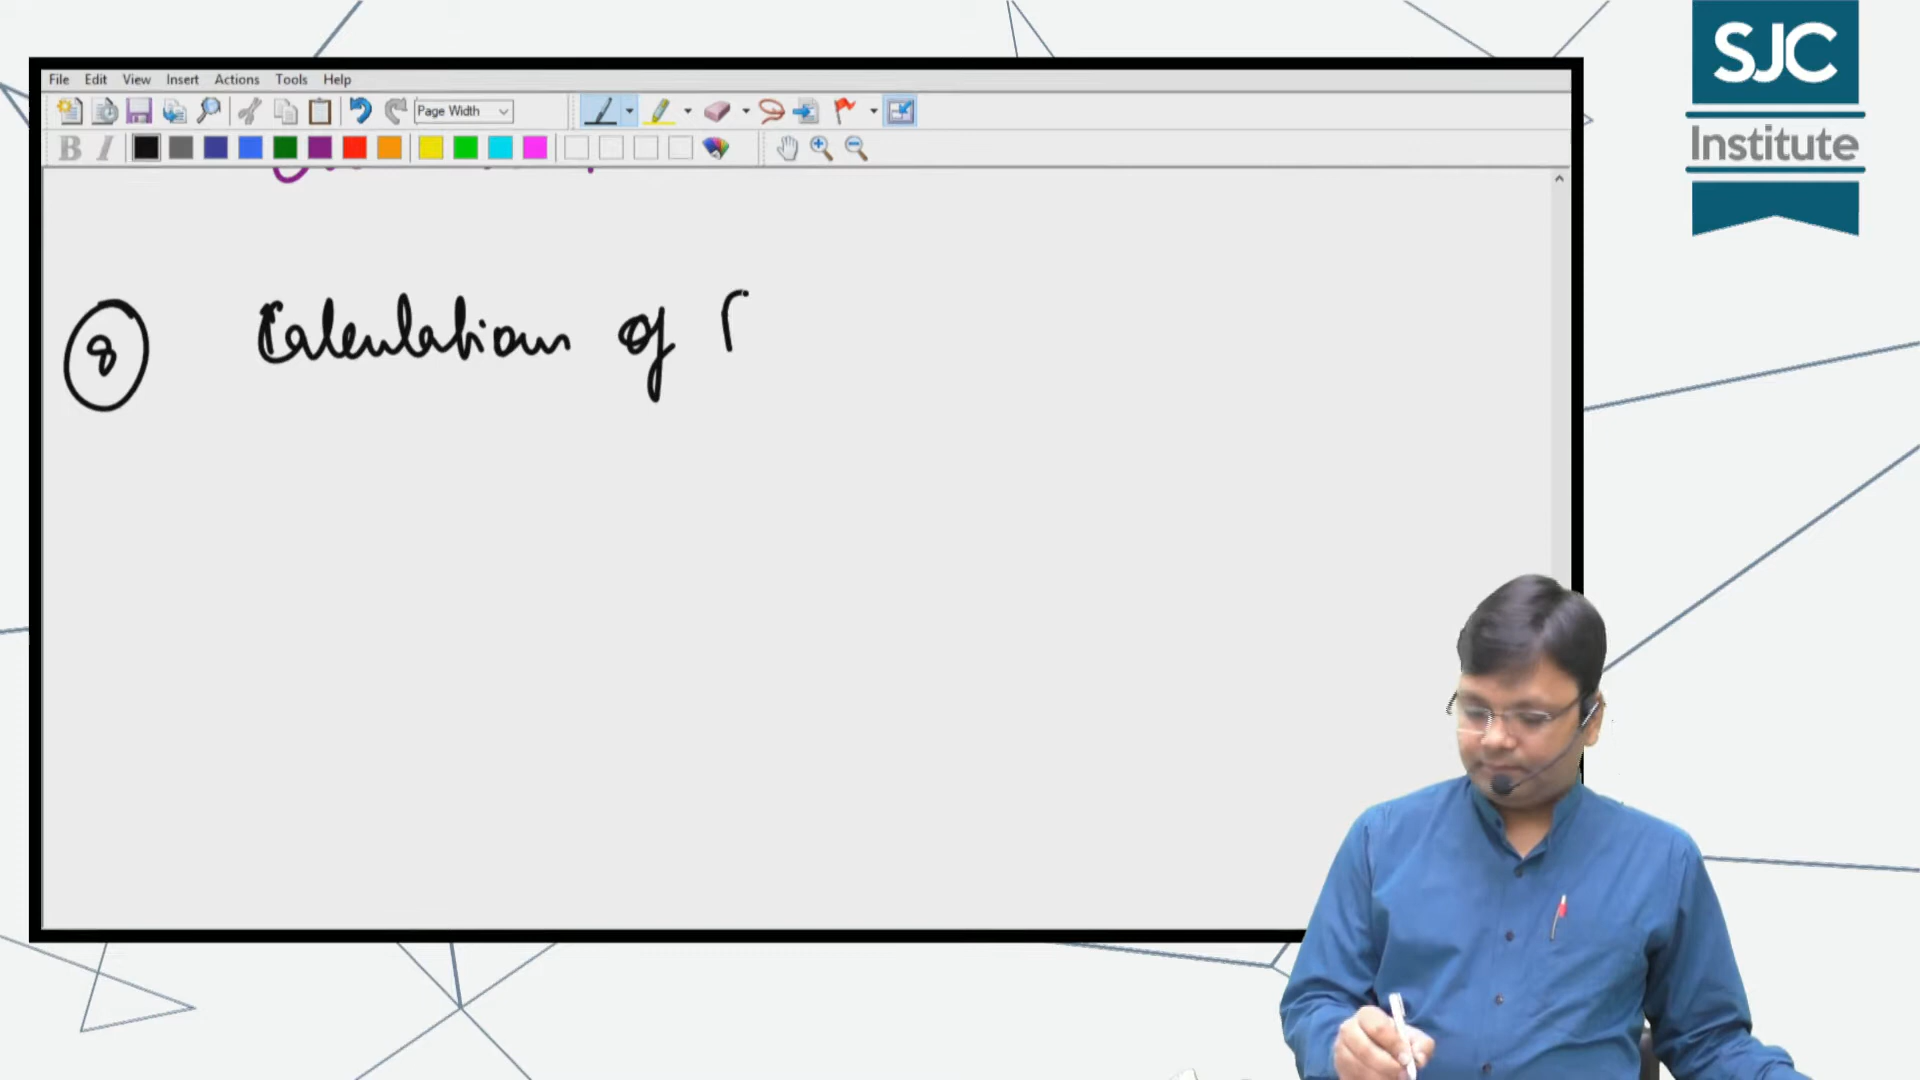 SJC
Institute
File Edit View Insert Actions Tools Help
Page Width
B I
8 Calculation of